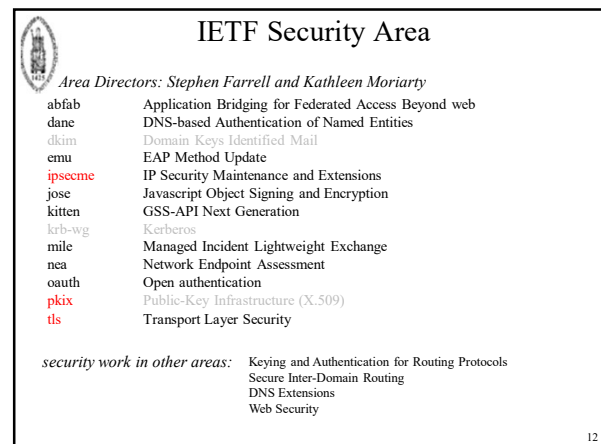 IETF Security Area
Area Directors: Stephen Farrell and Kathleen Moriarty
abfab Application Bridging for Federated Access Beyond web
dane DNS-based Authentication of Named Entities
dkim Domain Keys Identified Mail
emu EAP Method Update
ipsecme IP Security Maintenance and Extensions
jose Javascript Object Signing and Encryption
kitten GSS-API Next Generation
krb-wg Kerberos
mile Managed Incident Lightweight Exchange
nea Network Endpoint Assessment
oauth Open authentication
pkix Public-Key Infrastructure (X.509)
tls Transport Layer Security
security work in other areas: Keying and Authentication for Routing Protocols
Secure Inter-Domain Routing
DNS Extensions
Web Security
12